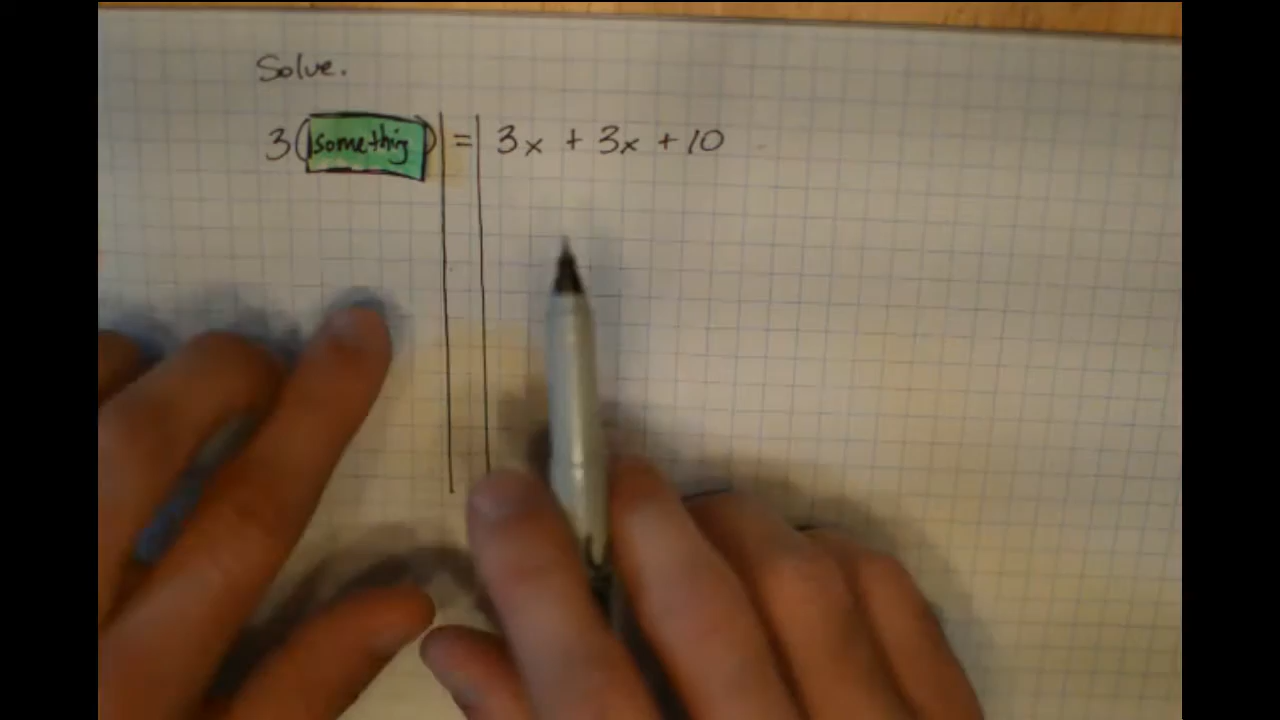 Solve.
3(something) = 3x + 3x + 10